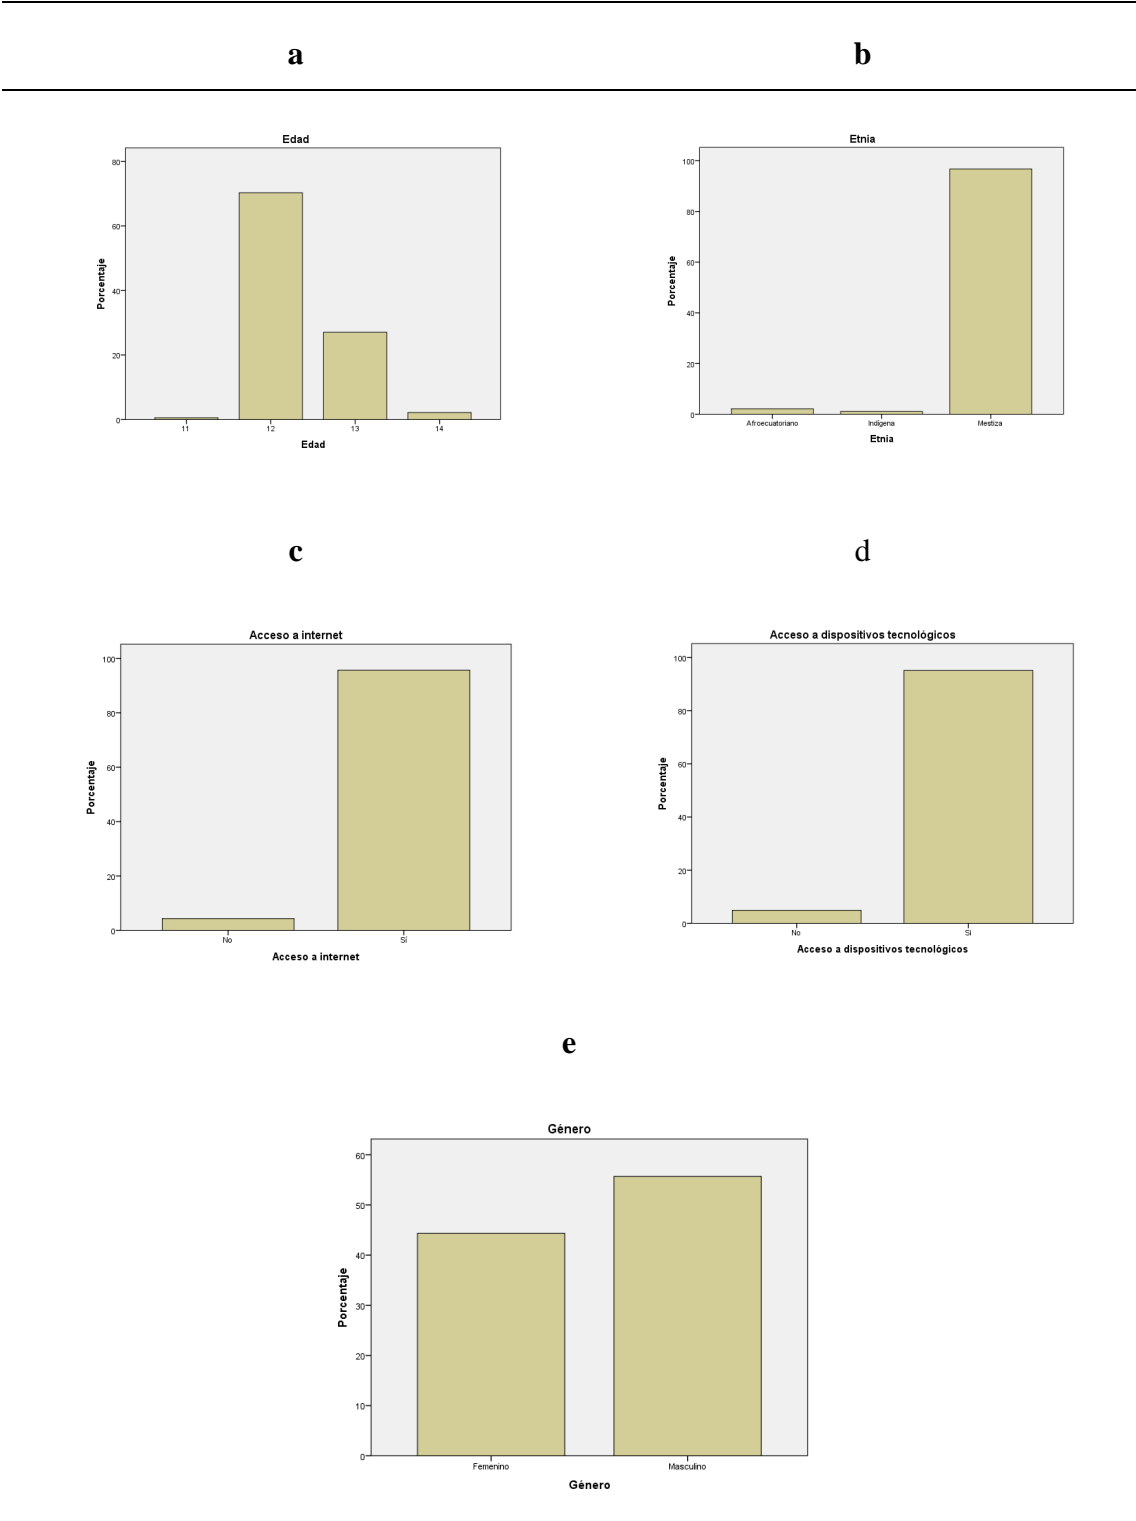 a b
Edad
80
60
40
20
0
Porcentaje
11 12 13 14
Edad
Etnia
100
80
60
40
20
0
Porcentaje
Afroecuatoriano Indígena Mestiza
Etnia
c d
Acceso a internet
100
80
60
40
20
0
Porcentaje
No Sí
Acceso a internet
Acceso a dispositivos tecnológicos
100
80
60
40
20
0
Porcentaje
No Si
Acceso a dispositivos tecnológicos
e
Género
60
50
40
30
20
10
0
Porcentaje
Femenino Masculino
Género